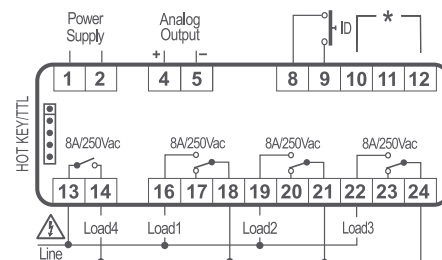 Power Supply
Analog Output
+ –
ID
*
1 2 4 5 8 9 10 11 12
HOT KEY/TTL
8A/250Vac 8A/250Vac 8A/250Vac 8A/250Vac
13 14 16 17 18 19 20 21 22 23 24
Load4 Load1 Load2 Load3
Line